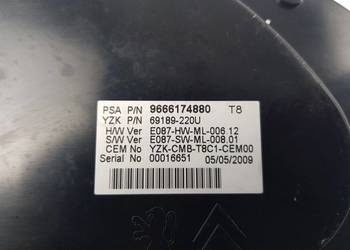 PSA P/N 9666174880 T8
YZK P/N 69189-220U
H/W Ver E087-HW-ML-006.12
S/W Ver E087-SW-ML-008.01
CEM No YZK-CMB-T8C1-CEM00
Serial No 00016651 05/05/2009